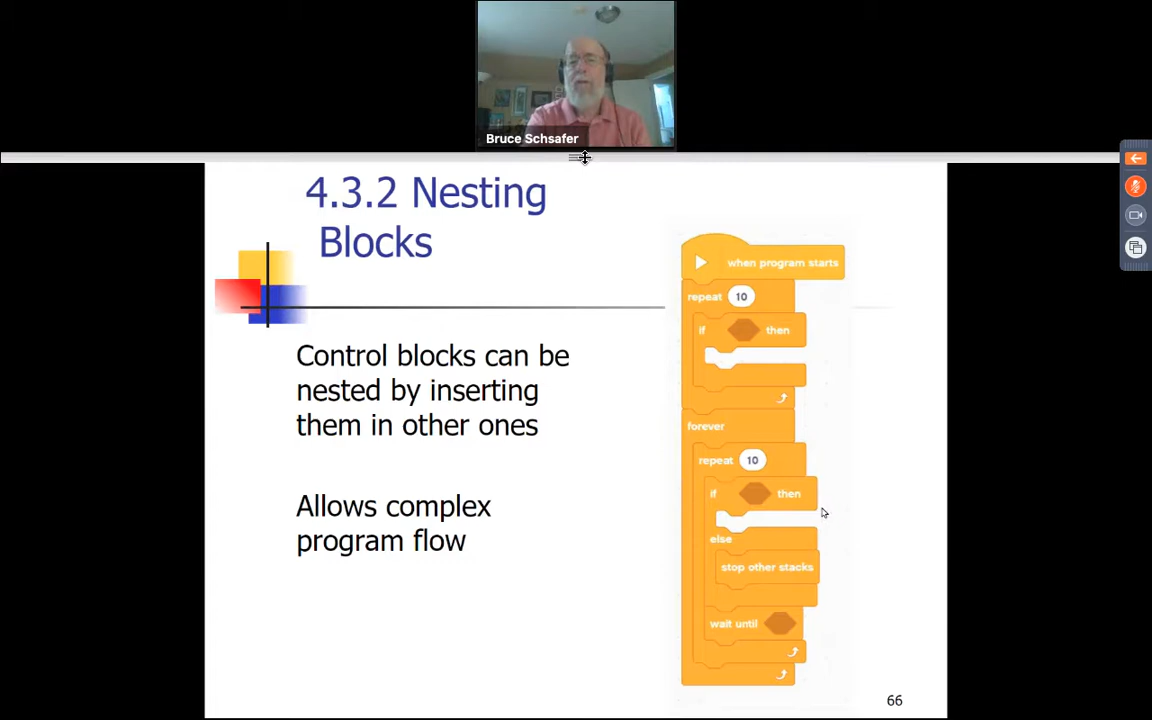 Bruce Schsafer
4.3.2 Nesting
Blocks
Control blocks can be
nested by inserting
them in other ones
Allows complex
program flow
when program starts
repeat 10
if then
forever
repeat 10
if then
else
stop other stacks
wait until
66